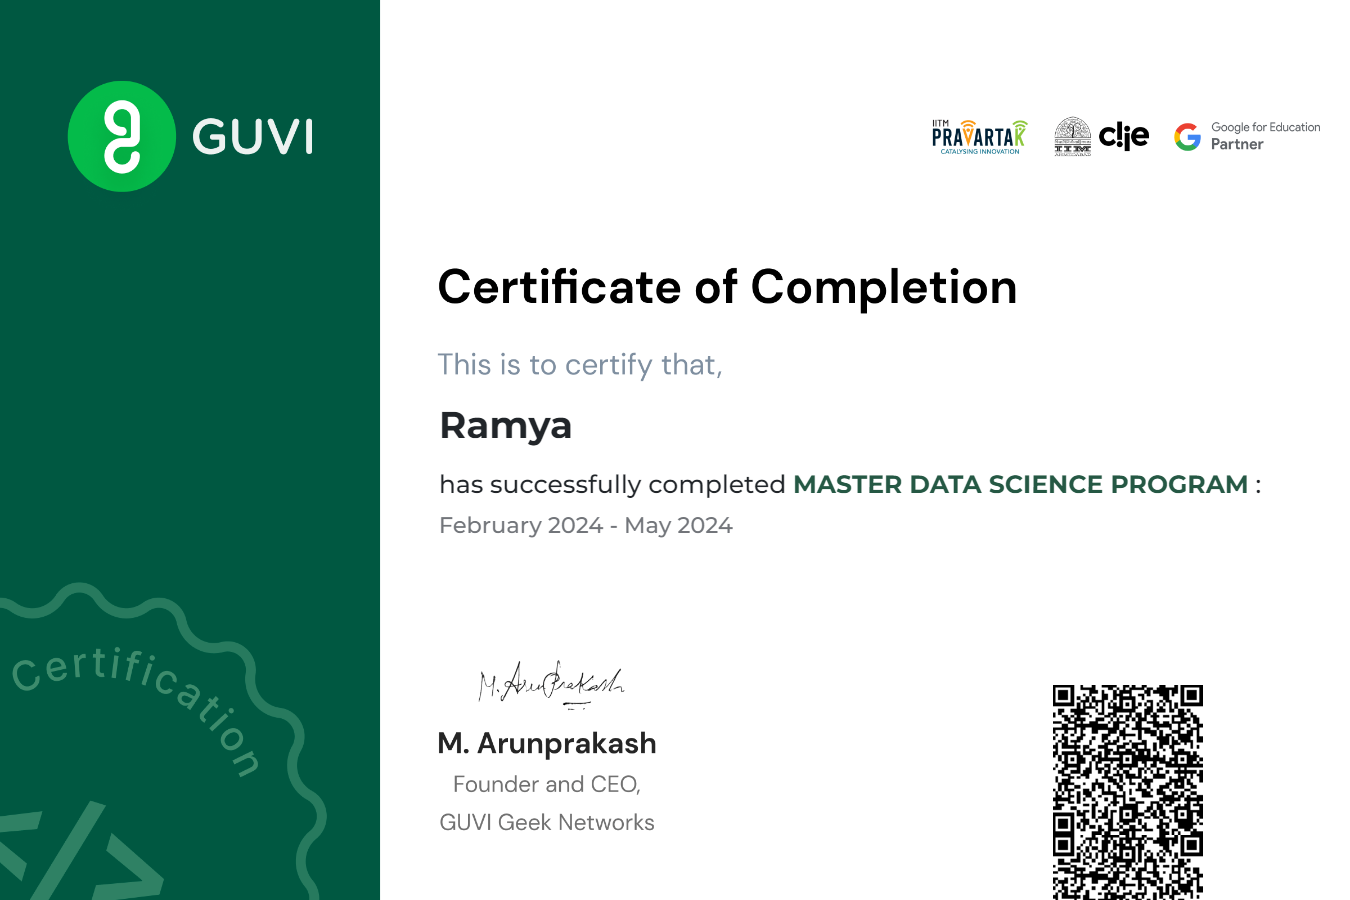 GUVI
IITM
PRAVARTAK
CATALYSING INNOVATION
IIM
c!ie
Google for Education
Partner
Certificate of Completion
This is to certify that,
Ramya
has successfully completed MASTER DATA SCIENCE PROGRAM :
February 2024 - May 2024
M. ArunPrakash
M. Arunprakash
Founder and CEO,
GUVI Geek Networks
Certification
</>